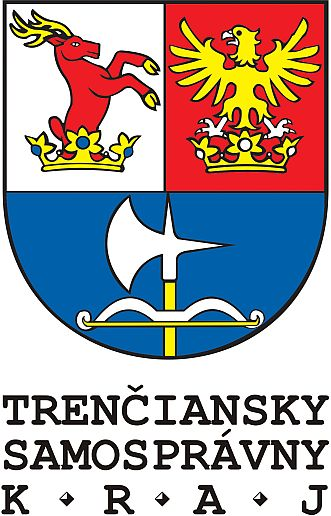 TRENČIANSKY
SAMOSPRÁVNY
K · R · A · J